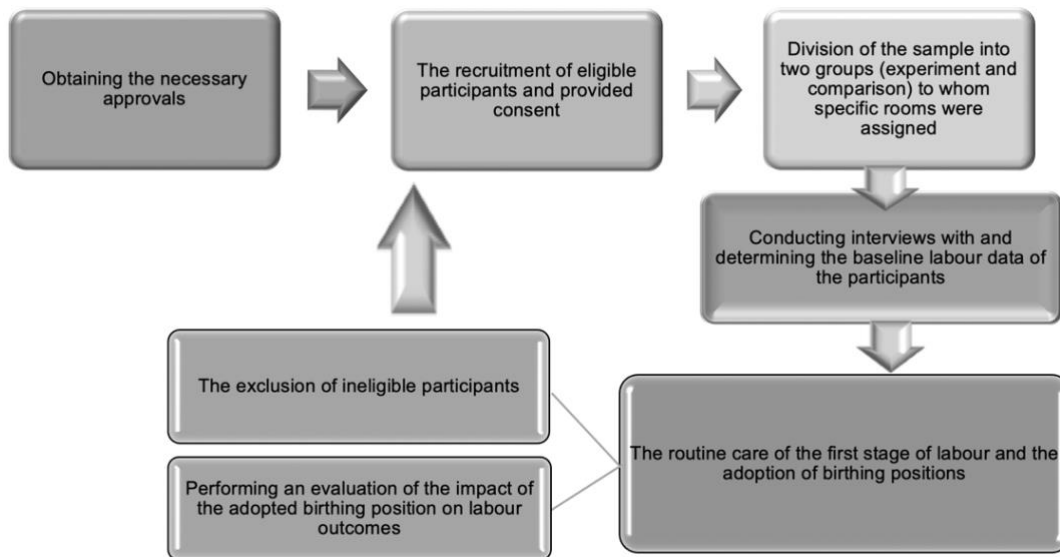 Obtaining the necessary
approvals
The recruitment of eligible
participants and provided
consent
Division of the sample into
two groups (experiment and
comparison) to whom
specific rooms were
assigned
Conducting interviews with and
determining the baseline labour data of
the participants
The routine care of the first stage of labour and the
adoption of birthing positions
The exclusion of ineligible participants
Performing an evaluation of the impact of
the adopted birthing position on labour
outcomes